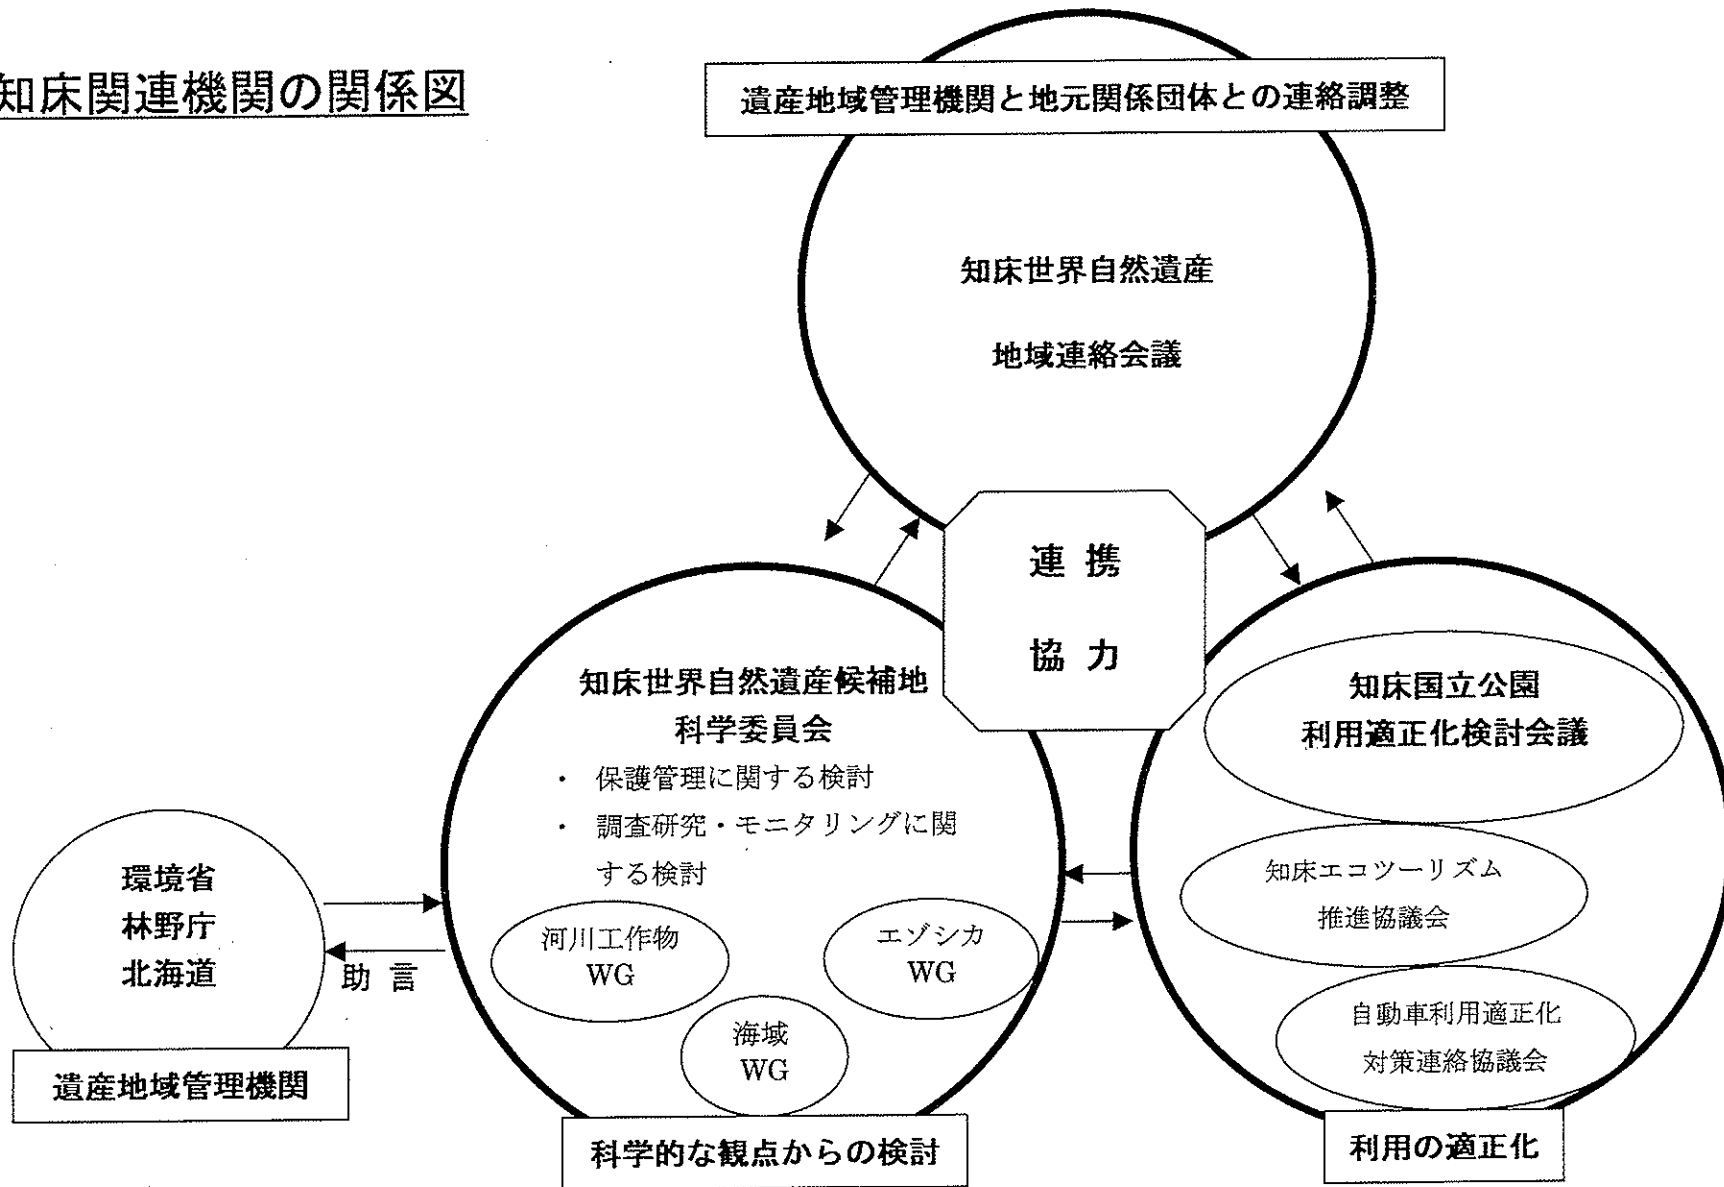 知床関連機関の関係図
遺産地域管理機関と地元関係団体との連絡調整
知床世界自然遺産
地域連絡会議
連 携
協 力
知床世界自然遺産候補地
科学委員会
・ 保護管理に関する検討
・ 調査研究・モニタリングに関
する検討
河川工作物
WG
エゾシカ
WG
海域
WG
科学的な観点からの検討
知床国立公園
利用適正化検討会議
知床エコツーリズム
推進協議会
自動車利用適正化
対策連絡協議会
利用の適正化
環境省
林野庁
北海道
助 言
遺産地域管理機関